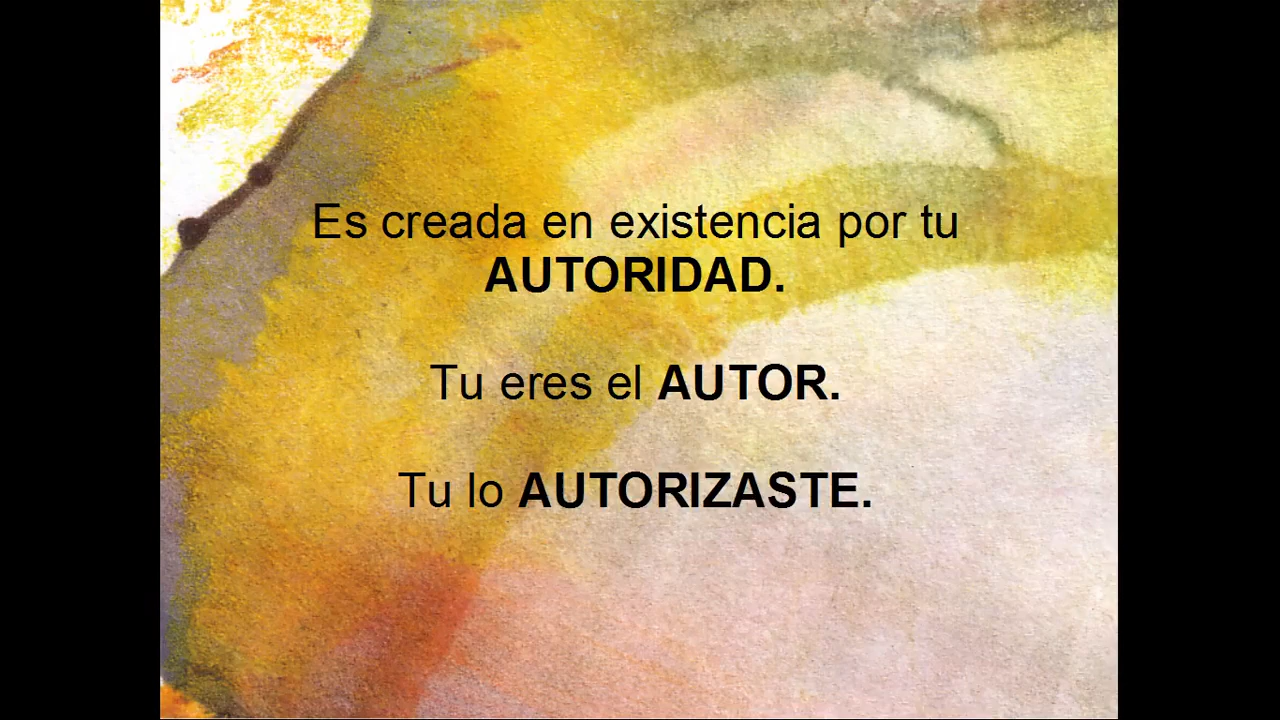 Es creada en existencia por tu
AUTORIDAD.
Tu eres el AUTOR.
Tu lo AUTORIZASTE.